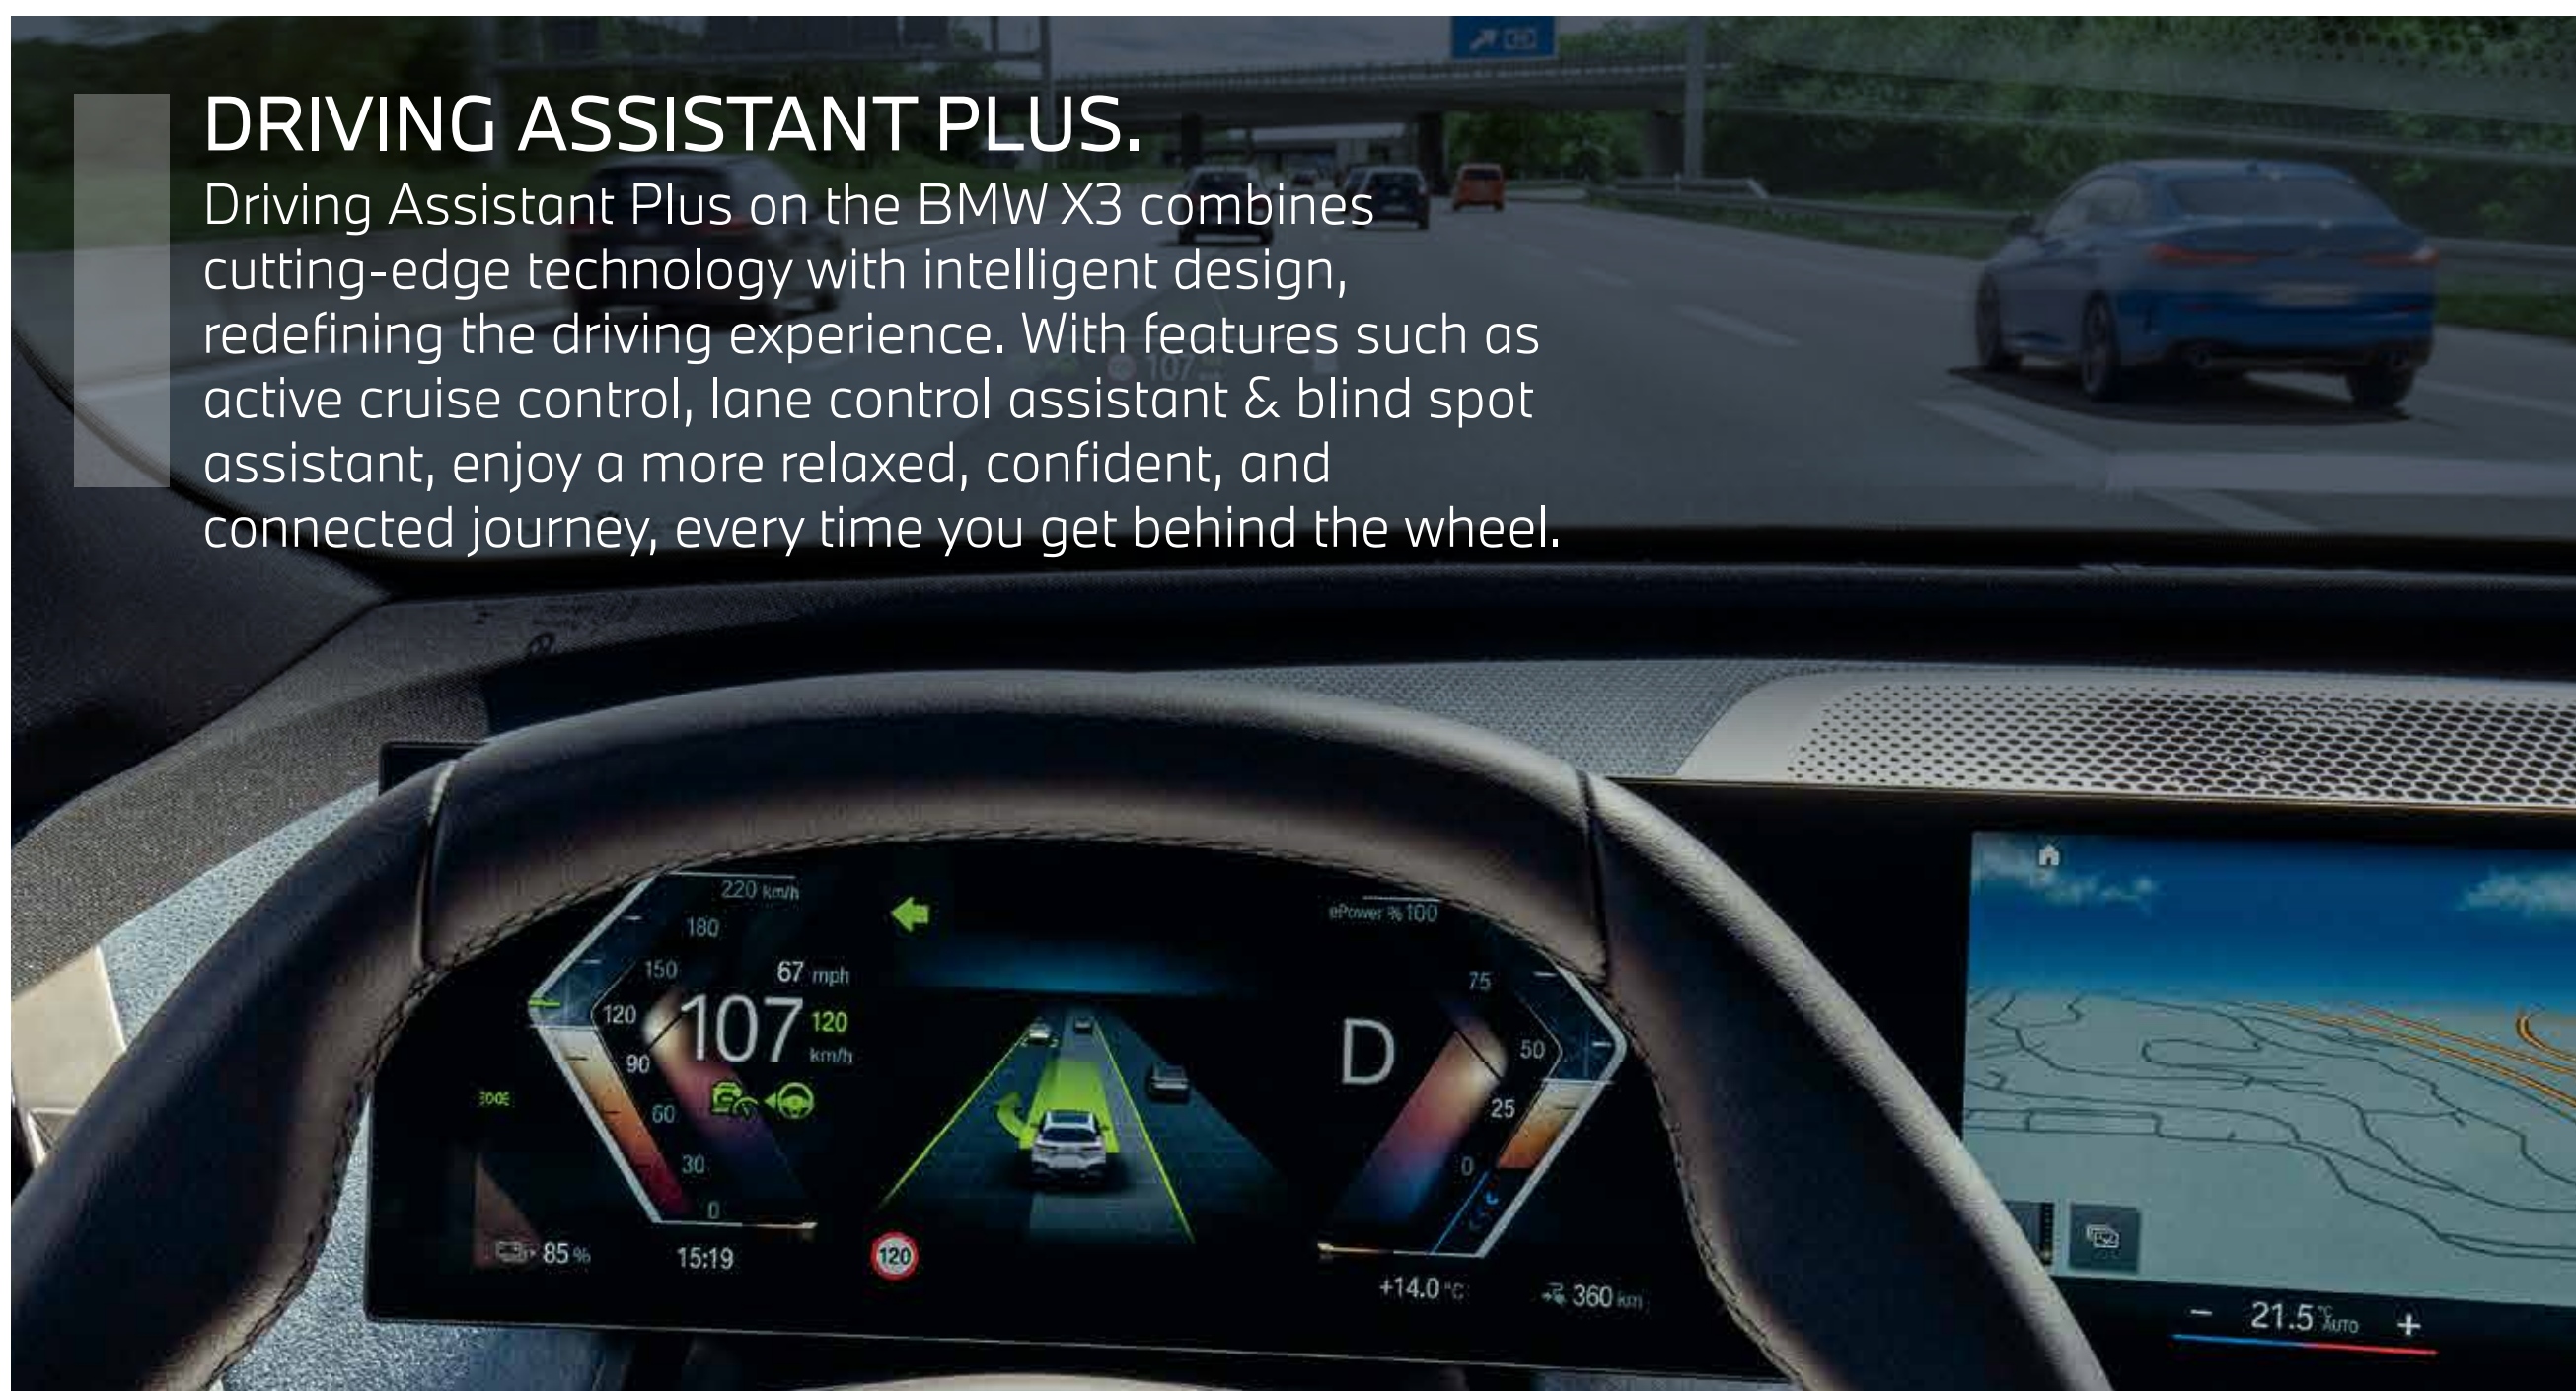 DRIVING ASSISTANT PLUS.
Driving Assistant Plus on the BMW X3 combines
cutting-edge technology with intelligent design,
redefining the driving experience. With features such as
active cruise control, lane control assistant & blind spot
assistant, enjoy a more relaxed, confident, and
connected journey, every time you get behind the wheel.
107
220 km/h
180
150
67 mph
120
107
120
km/h
90
60
30
0
85 %
15:19
120
ePower % 100
75
D
50
25
0
+14.0 °C
360 km
− 21.5 °C AUTO +